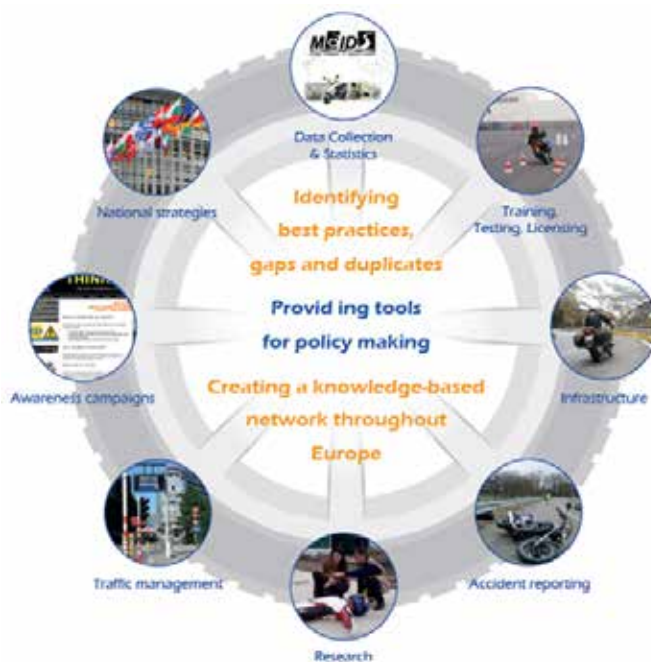 MAIDS
Data Collection
& Statistics
National strategies
Training,
Testing, Licensing
Identifying
best practices,
gaps and duplicates
Provid ing tools
for policy making
Creating a knowledge-based
network throughout
Europe
THINK
Awareness campaigns
Infrastructure
Traffic management
Accident reporting
Research